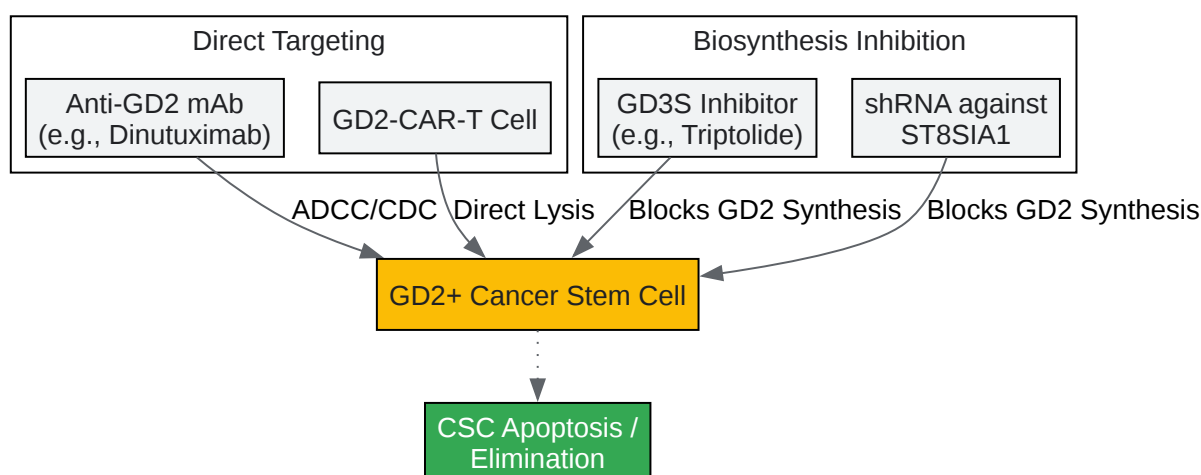 Direct Targeting
Biosynthesis Inhibition
Anti-GD2 mAb
(e.g., Dinutuximab)
GD2-CAR-T Cell
GD3S Inhibitor
(e.g., Triptolide)
shRNA against
ST8SIA1
ADCC/CDC
Direct Lysis
Blocks GD2 Synthesis
Blocks GD2 Synthesis
GD2+ Cancer Stem Cell
CSC Apoptosis /
Elimination